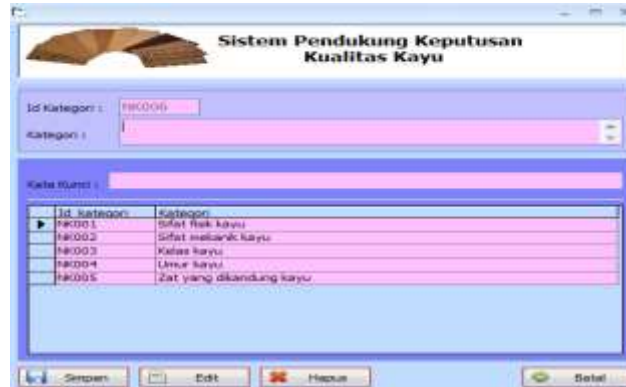 Sistem Pendukung Keputusan
Kualitas Kayu
Id Kategori : NK006
Kategori :
Kata Kunci :
Id_kategori Kategori
NK001 Sifat fisik kayu
NK002 Sifat mekanik kayu
NK003 Kelas kayu
NK004 Umur kayu
NK005 Zat yang dikandung kayu
Simpan Edit Hapus Batal